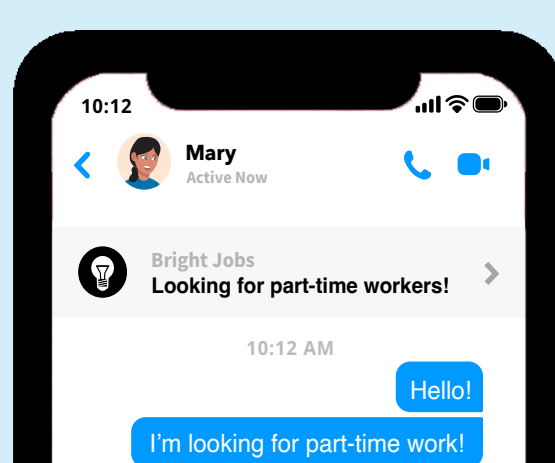 10:12
Mary
Active Now
Bright Jobs
Looking for part-time workers!
10:12 AM
Hello!
I'm looking for part-time work!